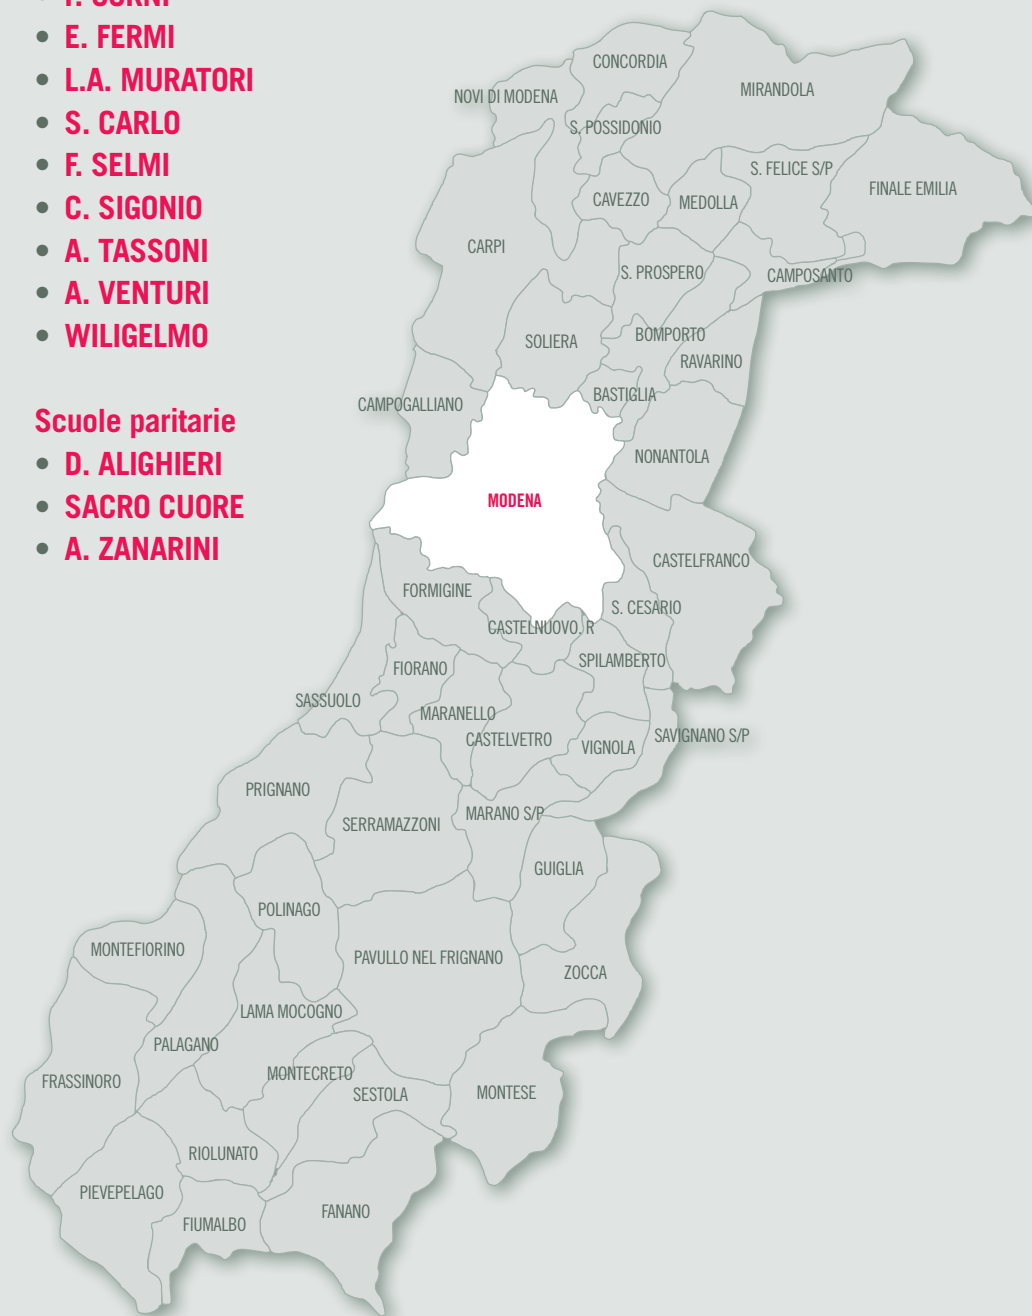 • E. FERMI
• L.A. MURATORI
• S. CARLO
• F. SELMI
• C. SIGONIO
• A. TASSONI
• A. VENTURI
• WILIGELMO
Scuole paritarie
• D. ALIGHIERI
• SACRO CUORE
• A. ZANARINI
CONCORDIA
MIRANDOLA
NOVI DI MODENA
S. POSSIDONIO
S. FELICE S/P
FINALE EMILIA
CAVEZZO
MEDOLLA
CARPI
S. PROSPERO
CAMPOSANTO
SOLIERA
BOMPORTO
RAVARINO
BASTIGLIA
CAMPOGALLIANO
NONANTOLA
MODENA
CASTELFRANCO
FORMIGINE
S. CESARIO
CASTELNUOVO. R
SPILAMBERTO
FIORANO
SASSUOLO
MARANELLO
CASTELVETRO
VIGNOLA
SAVIGNANO S/P
PRIGNANO
SERRAMAZZONI
MARANO S/P
GUIGLIA
POLINAGO
MONTEFIORINO
PAVULLO NEL FRIGNANO
ZOCCA
LAMA MOCOGNO
PALAGANO
MONTECRETO
FRASSINORO
SESTOLA
MONTESE
RIOLUNATO
PIEVEPELAGO
FIUMALBO
FANANO